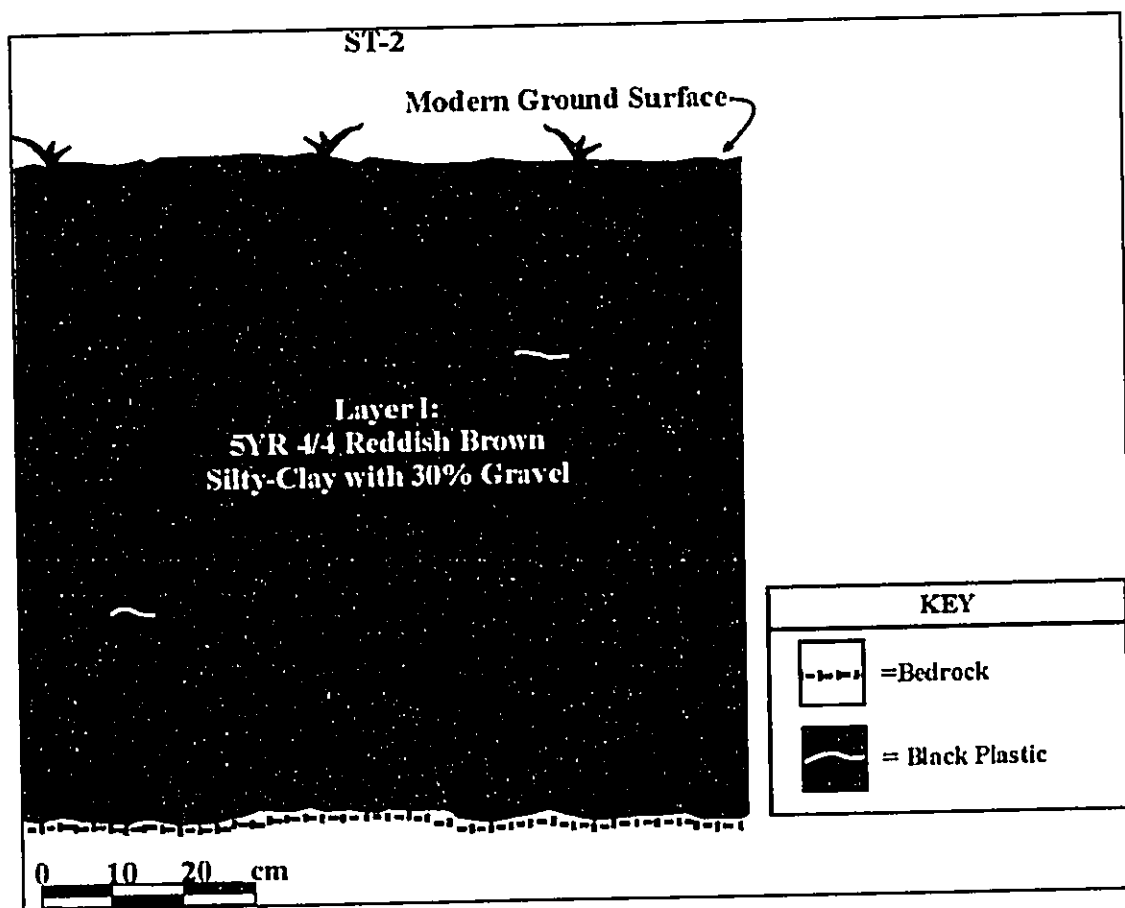 ST-2
Modern Ground Surface
Layer I:
5YR 4/4 Reddish Brown
Silty-Clay with 30% Gravel
KEY
=Bedrock
= Black Plastic
0 10 20 cm